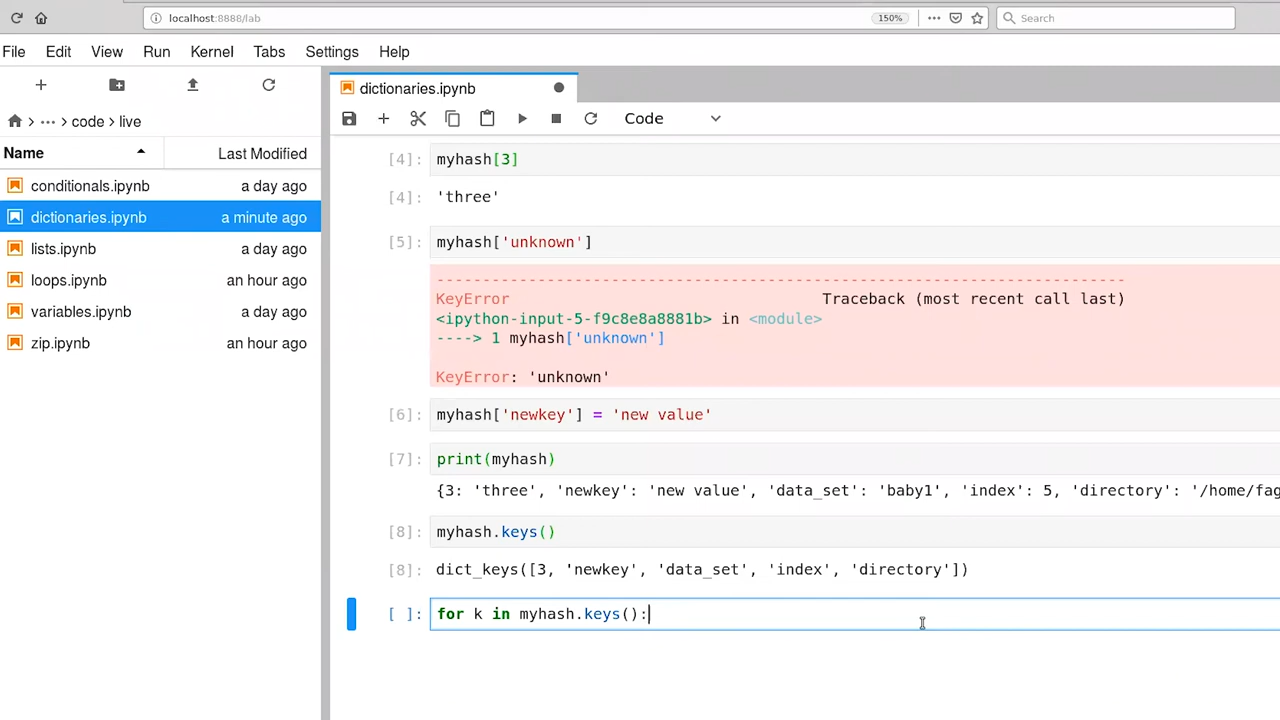 localhost:8888/lab
150%
Search
File Edit View Run Kernel Tabs Settings Help
dictionaries.ipynb
code live
Code
Name Last Modified
conditionals.ipynb a day ago
dictionaries.ipynb a minute ago
lists.ipynb a day ago
loops.ipynb an hour ago
variables.ipynb a day ago
zip.ipynb an hour ago
[4]: myhash[3]
[4]: 'three'
[5]: myhash['unknown']
---------------------------------------------------------------------------
KeyError Traceback (most recent call last)
<ipython-input-5-f9c8e8a8881b> in <module>
----> 1 myhash['unknown']
KeyError: 'unknown'
[6]: myhash['newkey'] = 'new value'
[7]: print(myhash)
{3: 'three', 'newkey': 'new value', 'data_set': 'baby1', 'index': 5, 'directory': '/home/fag
[8]: myhash.keys()
[8]: dict_keys([3, 'newkey', 'data_set', 'index', 'directory'])
[ ]: for k in myhash.keys():